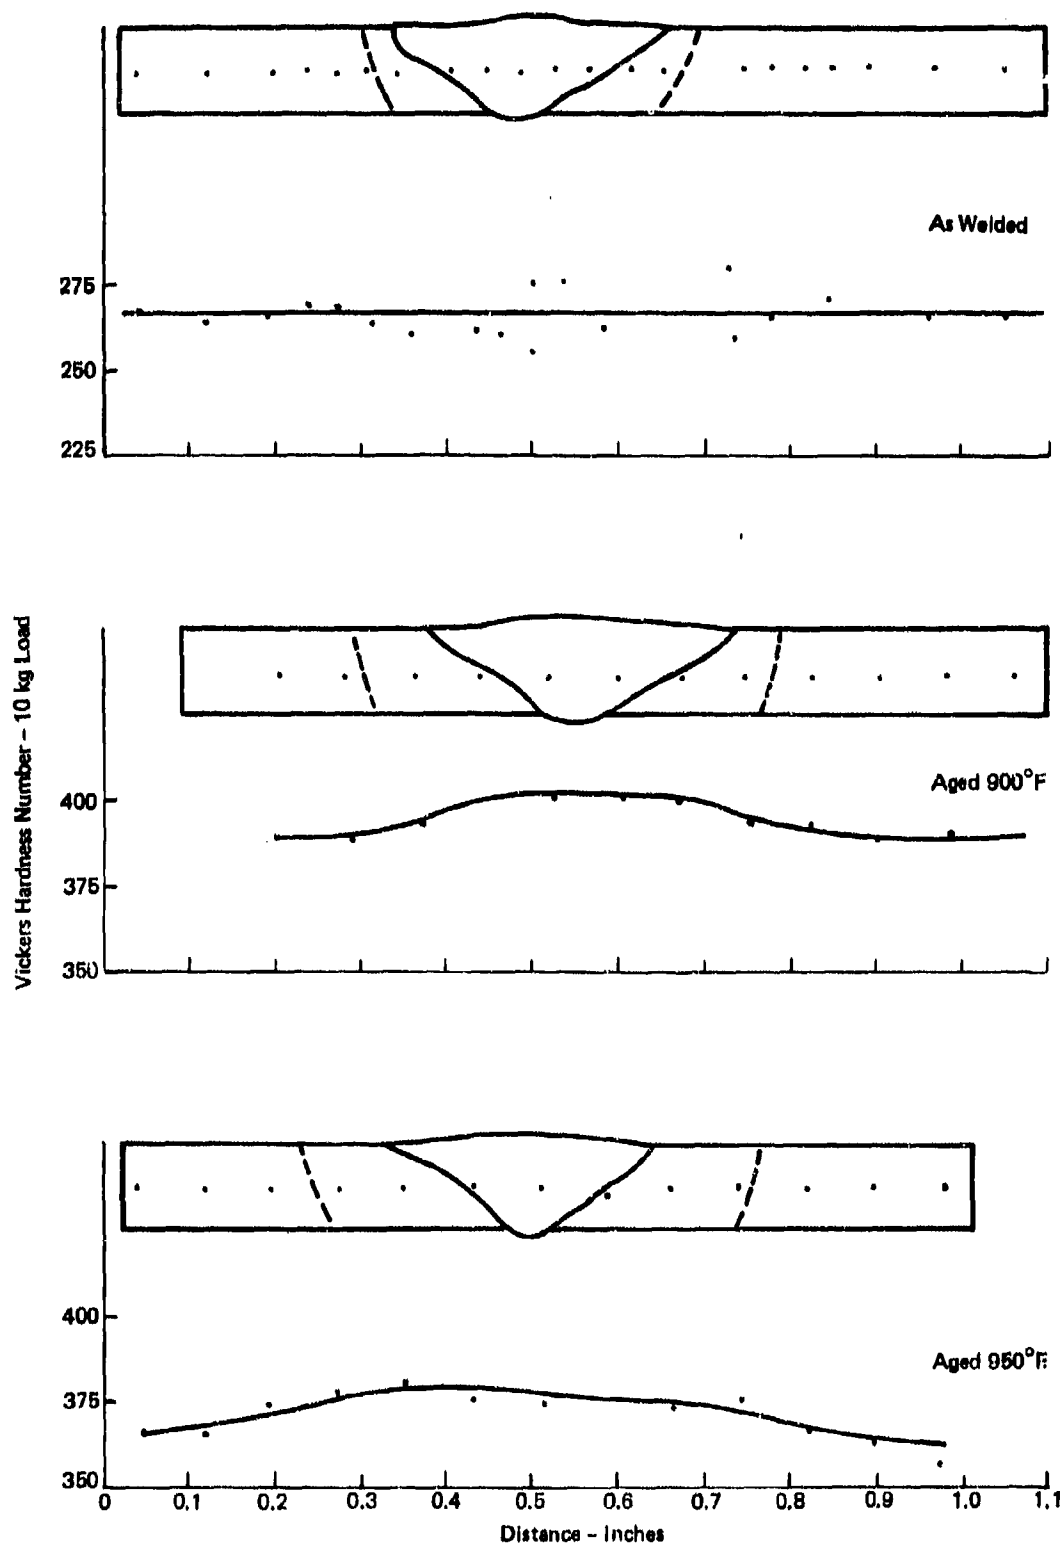 As Welded
275
250
225
Vickers Hardness Number – 10 kg Load
Aged 900°F
400
375
350
Aged 950°F
400
375
350
0 0.1 0.2 0.3 0.4 0.5 0.6 0.7 0.8 0.9 1.0 1.1
Distance – Inches